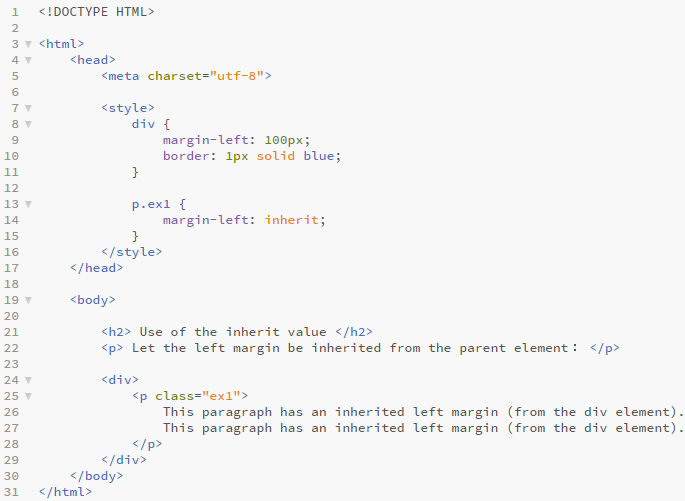 1 <!DOCTYPE HTML>
2
3 <html>
4 <head>
5 <meta charset="utf-8">
6
7 <style>
8 div {
9 margin-left: 100px;
10 border: 1px solid blue;
11 }
12
13 p.ex1 {
14 margin-left: inherit;
15 }
16 </style>
17 </head>
18
19 <body>
20
21 <h2> Use of the inherit value </h2>
22 <p> Let the left margin be inherited from the parent element： </p>
23
24 <div>
25 <p class="ex1">
26 This paragraph has an inherited left margin (from the div element).
27 This paragraph has an inherited left margin (from the div element).
28 </p>
29 </div>
30 </body>
31 </html>